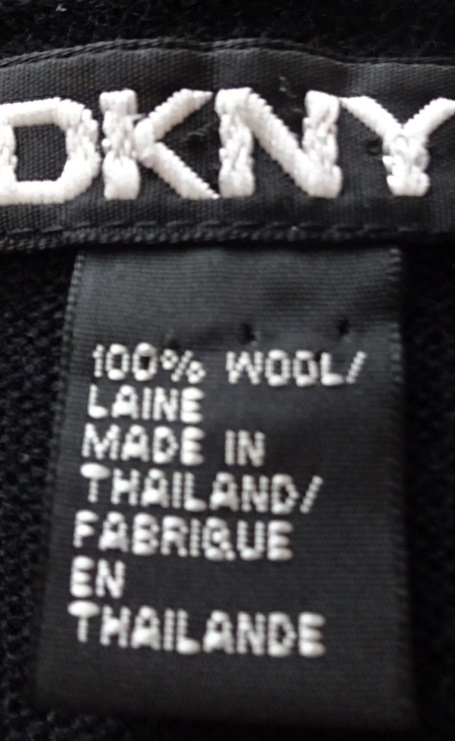 DKNY
100% WOOL/
LAINE
MADE IN
THAILAND/
FABRIQUE
EN
THAILANDE